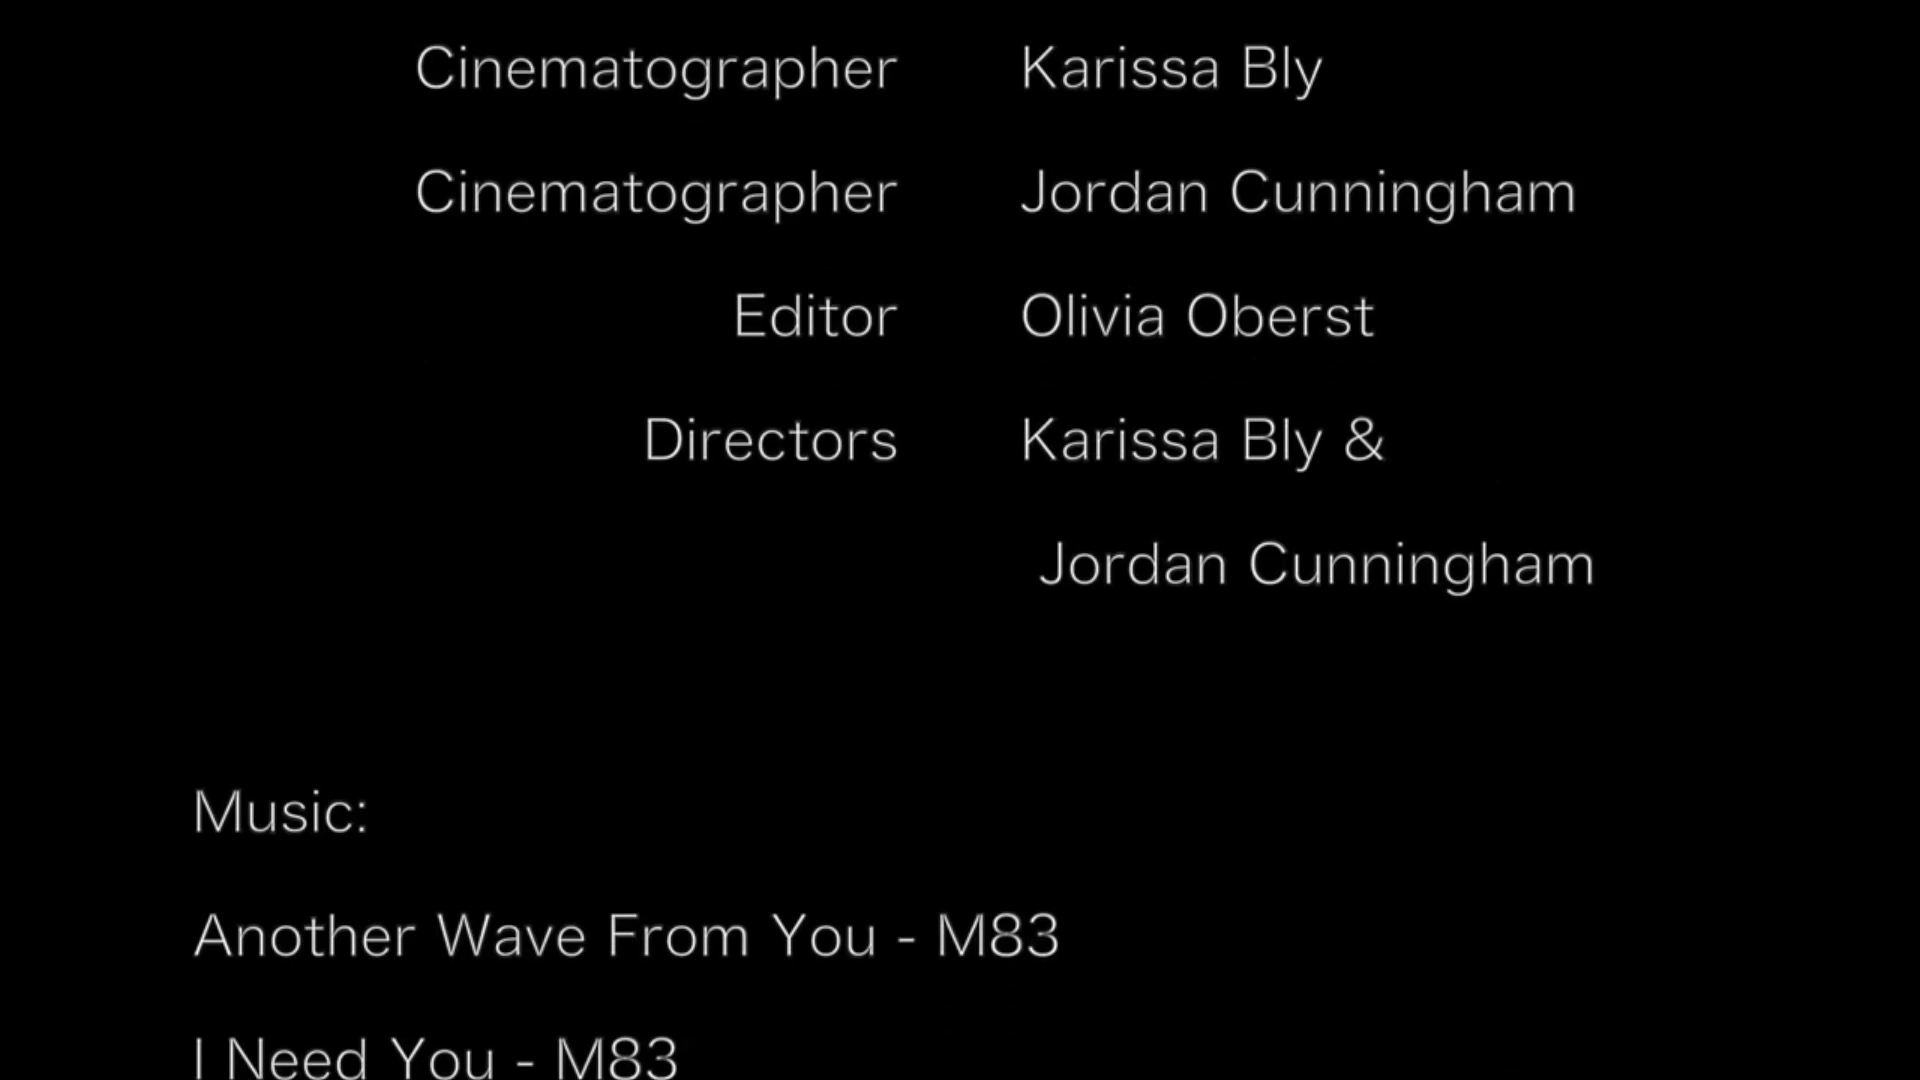 Cinematographer Karissa Bly
Cinematographer Jordan Cunningham
Editor Olivia Oberst
Directors Karissa Bly &
Jordan Cunningham
Music:
Another Wave From You - M83
I Need You - M83